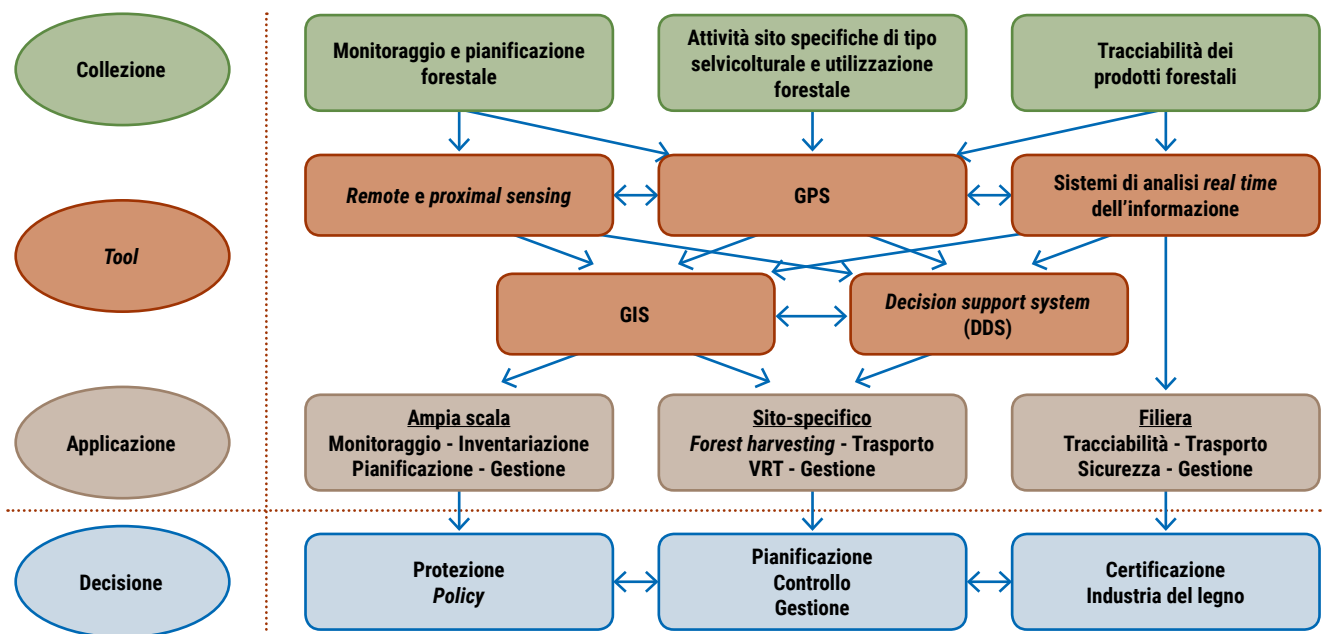 Collezione
Monitoraggio e pianificazione
forestale
Attività sito specifiche di tipo
selvicolturale e utilizzazione
forestale
Tracciabilità dei
prodotti forestali
Tool
Remote e proximal sensing
GPS
Sistemi di analisi real time
dell'informazione
GIS
Decision support system
(DDS)
Applicazione
Ampia scala
Monitoraggio - Inventariazione
Pianificazione - Gestione
Sito-specifico
Forest harvesting - Trasporto
VRT - Gestione
Filiera
Tracciabilità - Trasporto
Sicurezza - Gestione
Decisione
Protezione
Policy
Pianificazione
Controllo
Gestione
Certificazione
Industria del legno